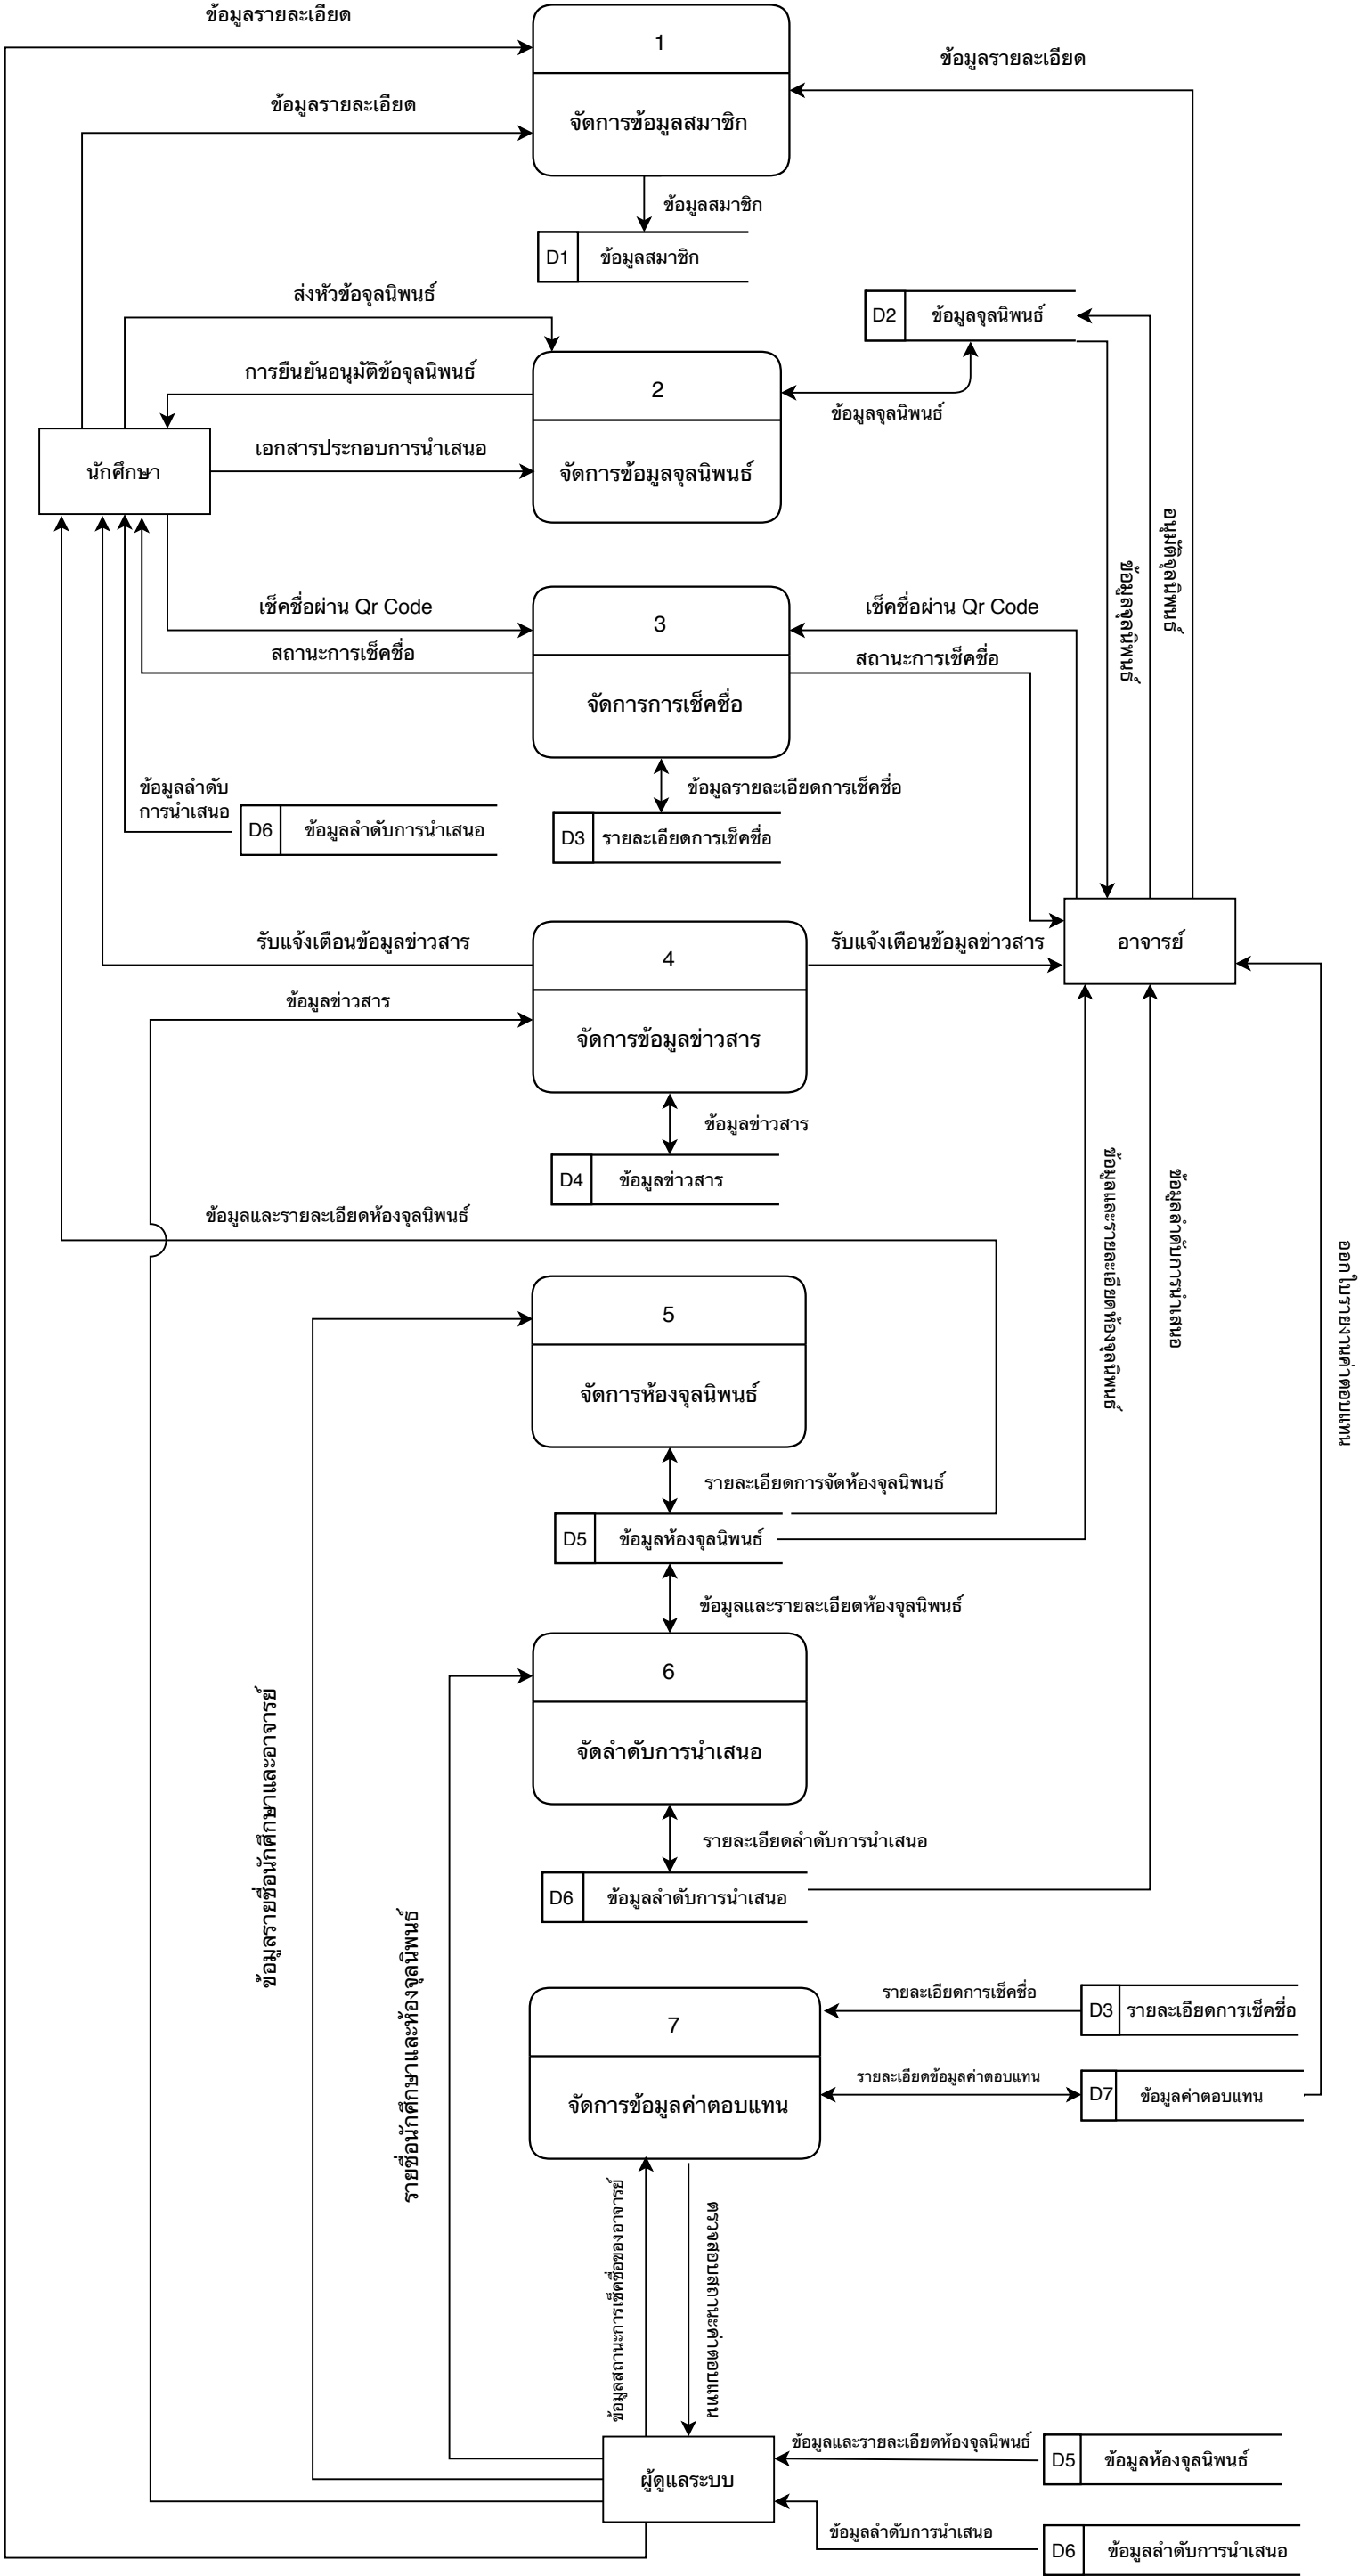 ข้อมูลรายละเอียด
1
ข้อมูลรายละเอียด
ข้อมูลรายละเอียด
จัดการข้อมูลสมาชิก
ข้อมูลสมาชิก
D1 ข้อมูลสมาชิก
ส่งหัวข้อจุลนิพนธ์
D2 ข้อมูลจุลนิพนธ์
การยืนยันอนุมัติข้อจุลนิพนธ์
2
ข้อมูลจุลนิพนธ์
เอกสารประกอบการนำเสนอ
นักศึกษา
จัดการข้อมูลจุลนิพนธ์
อนุมัติจุลนิพนธ์
ข้อมูลจุลนิพนธ์
เช็คชื่อผ่าน Qr Code
3
เช็คชื่อผ่าน Qr Code
สถานะการเช็คชื่อ
สถานะการเช็คชื่อ
จัดการการเช็คชื่อ
ข้อมูลลำดับ
การนำเสนอ
ข้อมูลรายละเอียดการเช็คชื่อ
D6 ข้อมูลลำดับการนำเสนอ
D3 รายละเอียดการเช็คชื่อ
รับแจ้งเตือนข้อมูลข่าวสาร
4
รับแจ้งเตือนข้อมูลข่าวสาร
อาจารย์
ข้อมูลข่าวสาร
จัดการข้อมูลข่าวสาร
ข้อมูลข่าวสาร
D4 ข้อมูลข่าวสาร
ข้อมูลและรายละเอียดห้องจุลนิพนธ์
ข้อมูลและรายละเอียดห้องจุลนิพนธ์
ข้อมูลลำดับการนำเสนอ
ออกใบรายงานค่าตอบแทน
5
จัดการห้องจุลนิพนธ์
รายละเอียดการจัดห้องจุลนิพนธ์
D5 ข้อมูลห้องจุลนิพนธ์
ข้อมูลและรายละเอียดห้องจุลนิพนธ์
6
จัดลำดับการนำเสนอ
ข้อมูลรายชื่อนักศึกษาและอาจารย์
รายละเอียดลำดับการนำเสนอ
D6 ข้อมูลลำดับการนำเสนอ
รายชื่อนักศึกษาและห้องจุลนิพนธ์
7
รายละเอียดการเช็คชื่อ
D3 รายละเอียดการเช็คชื่อ
รายละเอียดข้อมูลค่าตอบแทน
จัดการข้อมูลค่าตอบแทน
D7 ข้อมูลค่าตอบแทน
ข้อมูลสถานะการเช็คชื่อของอาจารย์
ตรวจสอบสถานะค่าตอบแทน
ข้อมูลและรายละเอียดห้องจุลนิพนธ์
D5 ข้อมูลห้องจุลนิพนธ์
ผู้ดูแลระบบ
ข้อมูลลำดับการนำเสนอ
D6 ข้อมูลลำดับการนำเสนอ